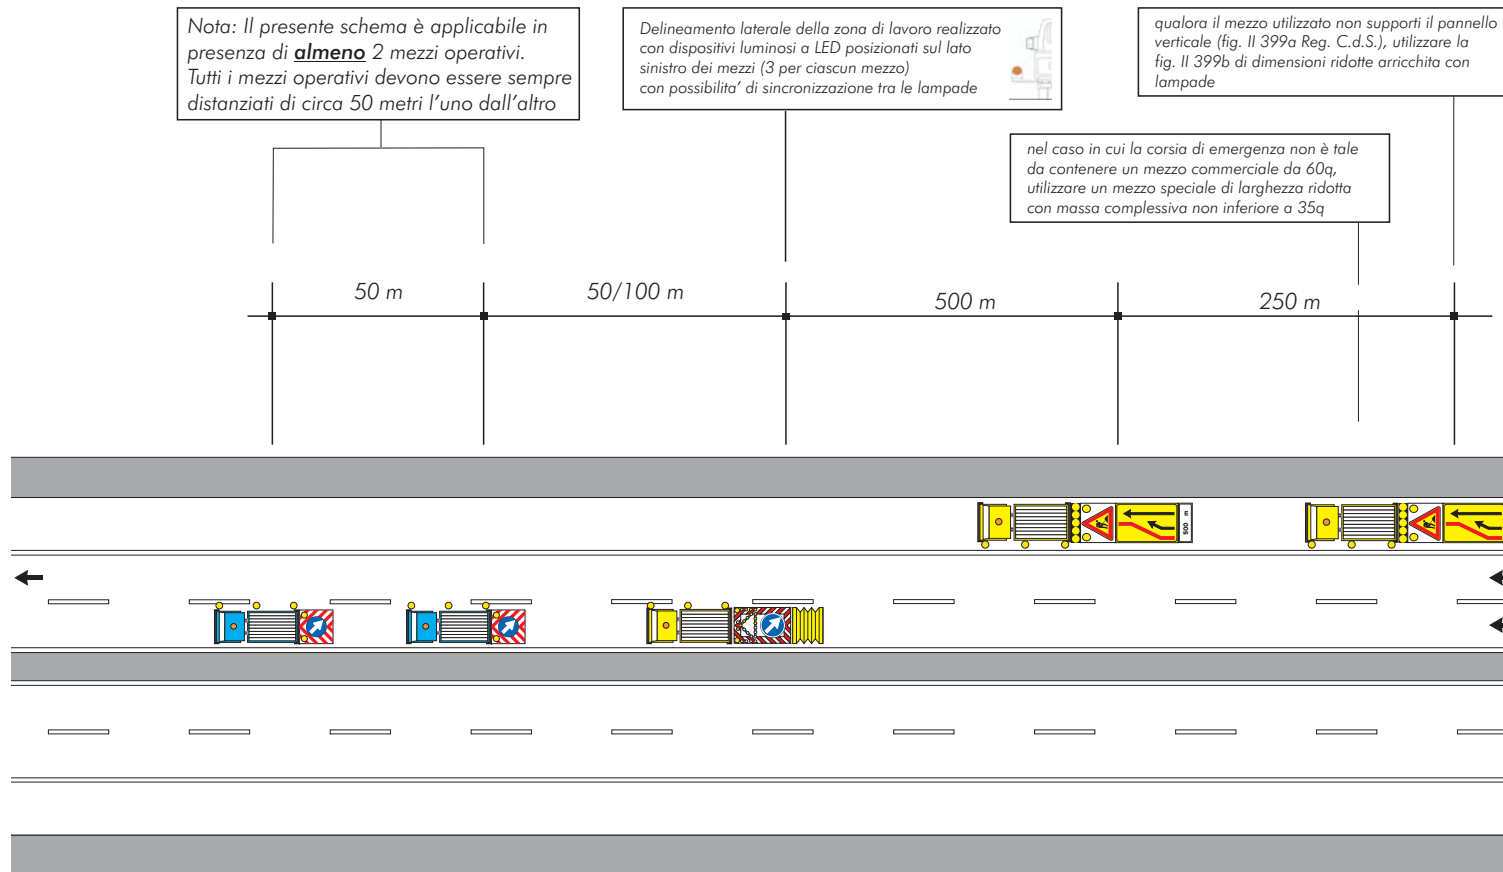 Nota: Il presente schema è applicabile in
presenza di almeno 2 mezzi operativi.
Tutti i mezzi operativi devono essere sempre
distanziati di circa 50 metri l'uno dall'altro
Delineamento laterale della zona di lavoro realizzato
con dispositivi luminosi a LED posizionati sul lato
sinistro dei mezzi (3 per ciascun mezzo)
con possibilita' di sincronizzazione tra le lampade
qualora il mezzo utilizzato non supporti il pannello
verticale (fig. II 399a Reg. C.d.S.), utilizzare la
fig. II 399b di dimensioni ridotte arricchita con
lampade
nel caso in cui la corsia di emergenza non è tale
da contenere un mezzo commerciale da 60q,
utilizzare un mezzo speciale di larghezza ridotta
con massa complessiva non inferiore a 35q
50 m
50/100 m
500 m
250 m
500 m